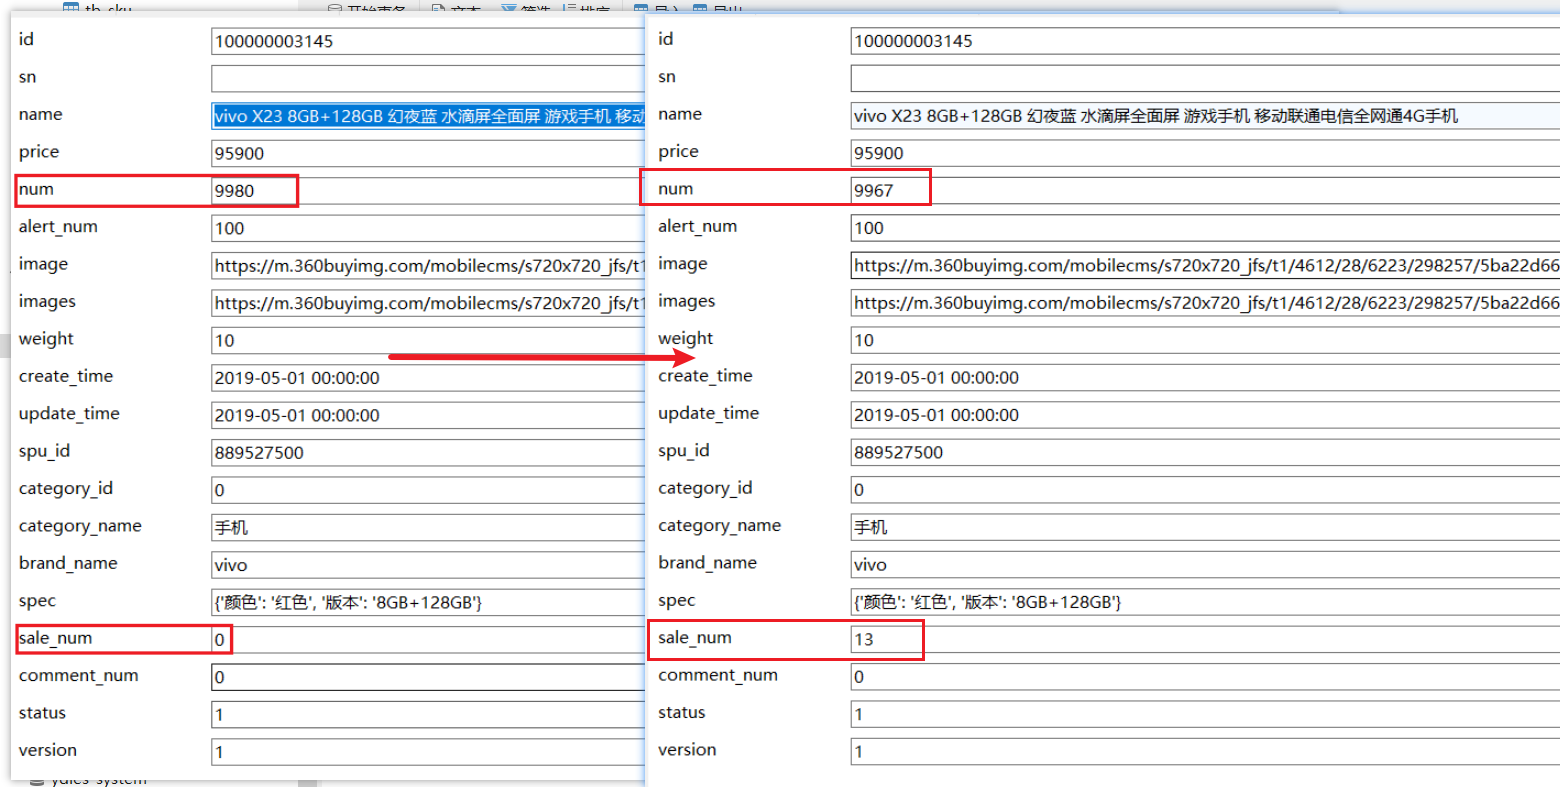 tb_sku
开始事务 文本 筛选 排序 导入 导出
id 100000003145
sn
name vivo X23 8GB+128GB 幻夜蓝 水滴屏全面屏 游戏手机 移动
price 95900
num 9980
alert_num 100
image https://m.360buyimg.com/mobilecms/s720x720_jfs/t1
images https://m.360buyimg.com/mobilecms/s720x720_jfs/t1
weight 10
create_time 2019-05-01 00:00:00
update_time 2019-05-01 00:00:00
spu_id 889527500
category_id 0
category_name 手机
brand_name vivo
spec {'颜色': '红色', '版本': '8GB+128GB'}
sale_num 0
comment_num 0
status 1
version 1
id 100000003145
sn
name vivo X23 8GB+128GB 幻夜蓝 水滴屏全面屏 游戏手机 移动联通电信全网通4G手机
price 95900
num 9967
alert_num 100
image https://m.360buyimg.com/mobilecms/s720x720_jfs/t1/4612/28/6223/298257/5ba22d66
images https://m.360buyimg.com/mobilecms/s720x720_jfs/t1/4612/28/6223/298257/5ba22d66
weight 10
create_time 2019-05-01 00:00:00
update_time 2019-05-01 00:00:00
spu_id 889527500
category_id 0
category_name 手机
brand_name vivo
spec {'颜色': '红色', '版本': '8GB+128GB'}
sale_num 13
comment_num 0
status 1
version 1